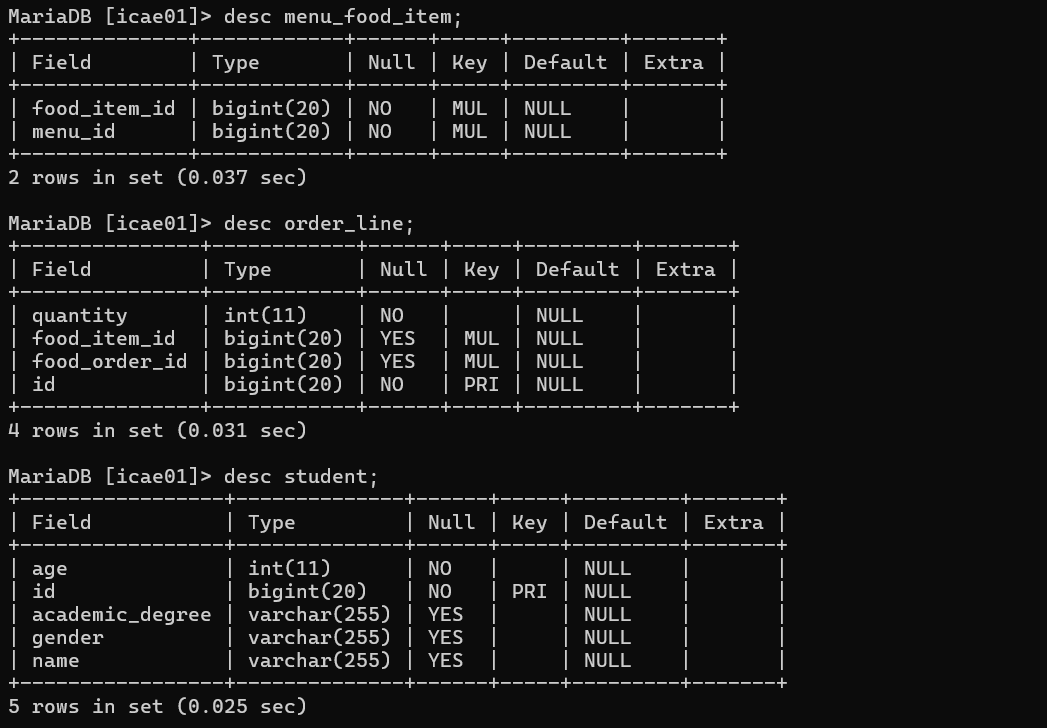 MariaDB [icae01]> desc menu_food_item;
+--------------+------------+------+-----+---------+-------+
| Field        | Type       | Null | Key | Default | Extra |
+--------------+------------+------+-----+---------+-------+
| food_item_id | bigint(20) | NO   | MUL | NULL    |       |
| menu_id      | bigint(20) | NO   | MUL | NULL    |       |
+--------------+------------+------+-----+---------+-------+
2 rows in set (0.037 sec)

MariaDB [icae01]> desc order_line;
+---------------+------------+------+-----+---------+-------+
| Field         | Type       | Null | Key | Default | Extra |
+---------------+------------+------+-----+---------+-------+
| quantity      | int(11)    | NO   |     | NULL    |       |
| food_item_id  | bigint(20) | YES  | MUL | NULL    |       |
| food_order_id | bigint(20) | YES  | MUL | NULL    |       |
| id            | bigint(20) | NO   | PRI | NULL    |       |
+---------------+------------+------+-----+---------+-------+
4 rows in set (0.031 sec)

MariaDB [icae01]> desc student;
+-----------------+--------------+------+-----+---------+-------+
| Field           | Type         | Null | Key | Default | Extra |
+-----------------+--------------+------+-----+---------+-------+
| age             | int(11)      | NO   |     | NULL    |       |
| id              | bigint(20)   | NO   | PRI | NULL    |       |
| academic_degree | varchar(255) | YES  |     | NULL    |       |
| gender          | varchar(255) | YES  |     | NULL    |       |
| name            | varchar(255) | YES  |     | NULL    |       |
+-----------------+--------------+------+-----+---------+-------+
5 rows in set (0.025 sec)